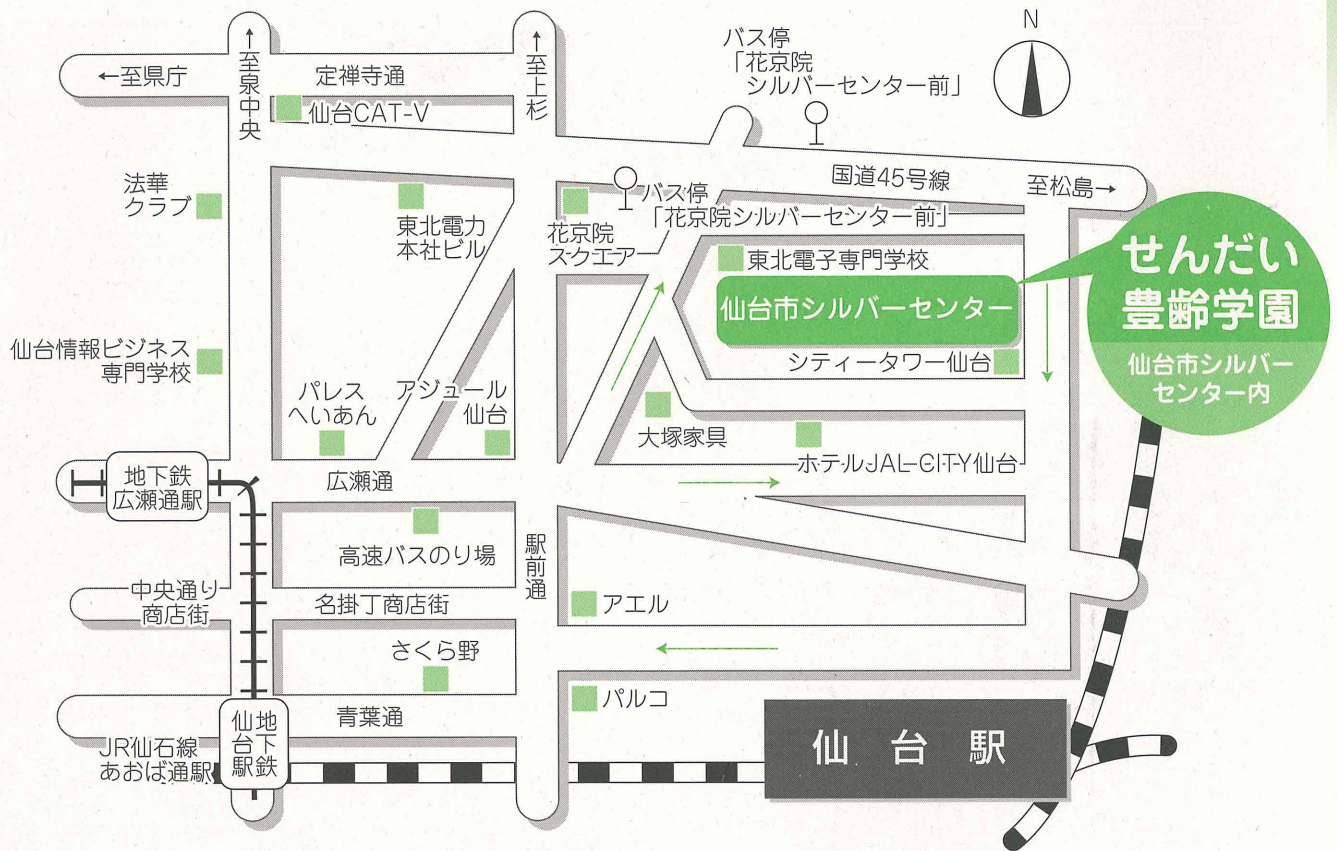 N
バス停
「花京院
シルバーセンター前」
←至県庁
↑至泉中央
定禅寺通
↑至上杉
仙台CAT-V
国道45号線
至松島→
法華
クラブ
東北電力
本社ビル
花京院
スクエア
バス停
「花京院シルバーセンター前」
東北電子専門学校
仙台市シルバーセンター
せんだい
豊齢学園
仙台市シルバー
センター内
シティータワー仙台
仙台情報ビジネス
専門学校
パレス
へいあん
アジュール
仙台
大塚家具
ホテルJAL-CITY仙台
地下鉄
広瀬通駅
広瀬通
高速バスのり場
駅前通
中央通り
商店街
名掛丁商店街
アエル
さくら野
パルコ
青葉通
地下鉄
仙台駅
JR仙石線
あおば通駅
仙台駅